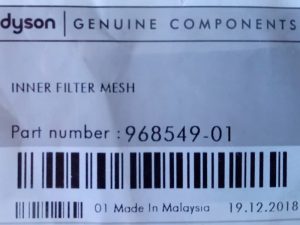 dyson | GENUINE COMPONENTS
INNER FILTER MESH
Part number : 968549-01
01 Made In Malaysia 19.12.2018